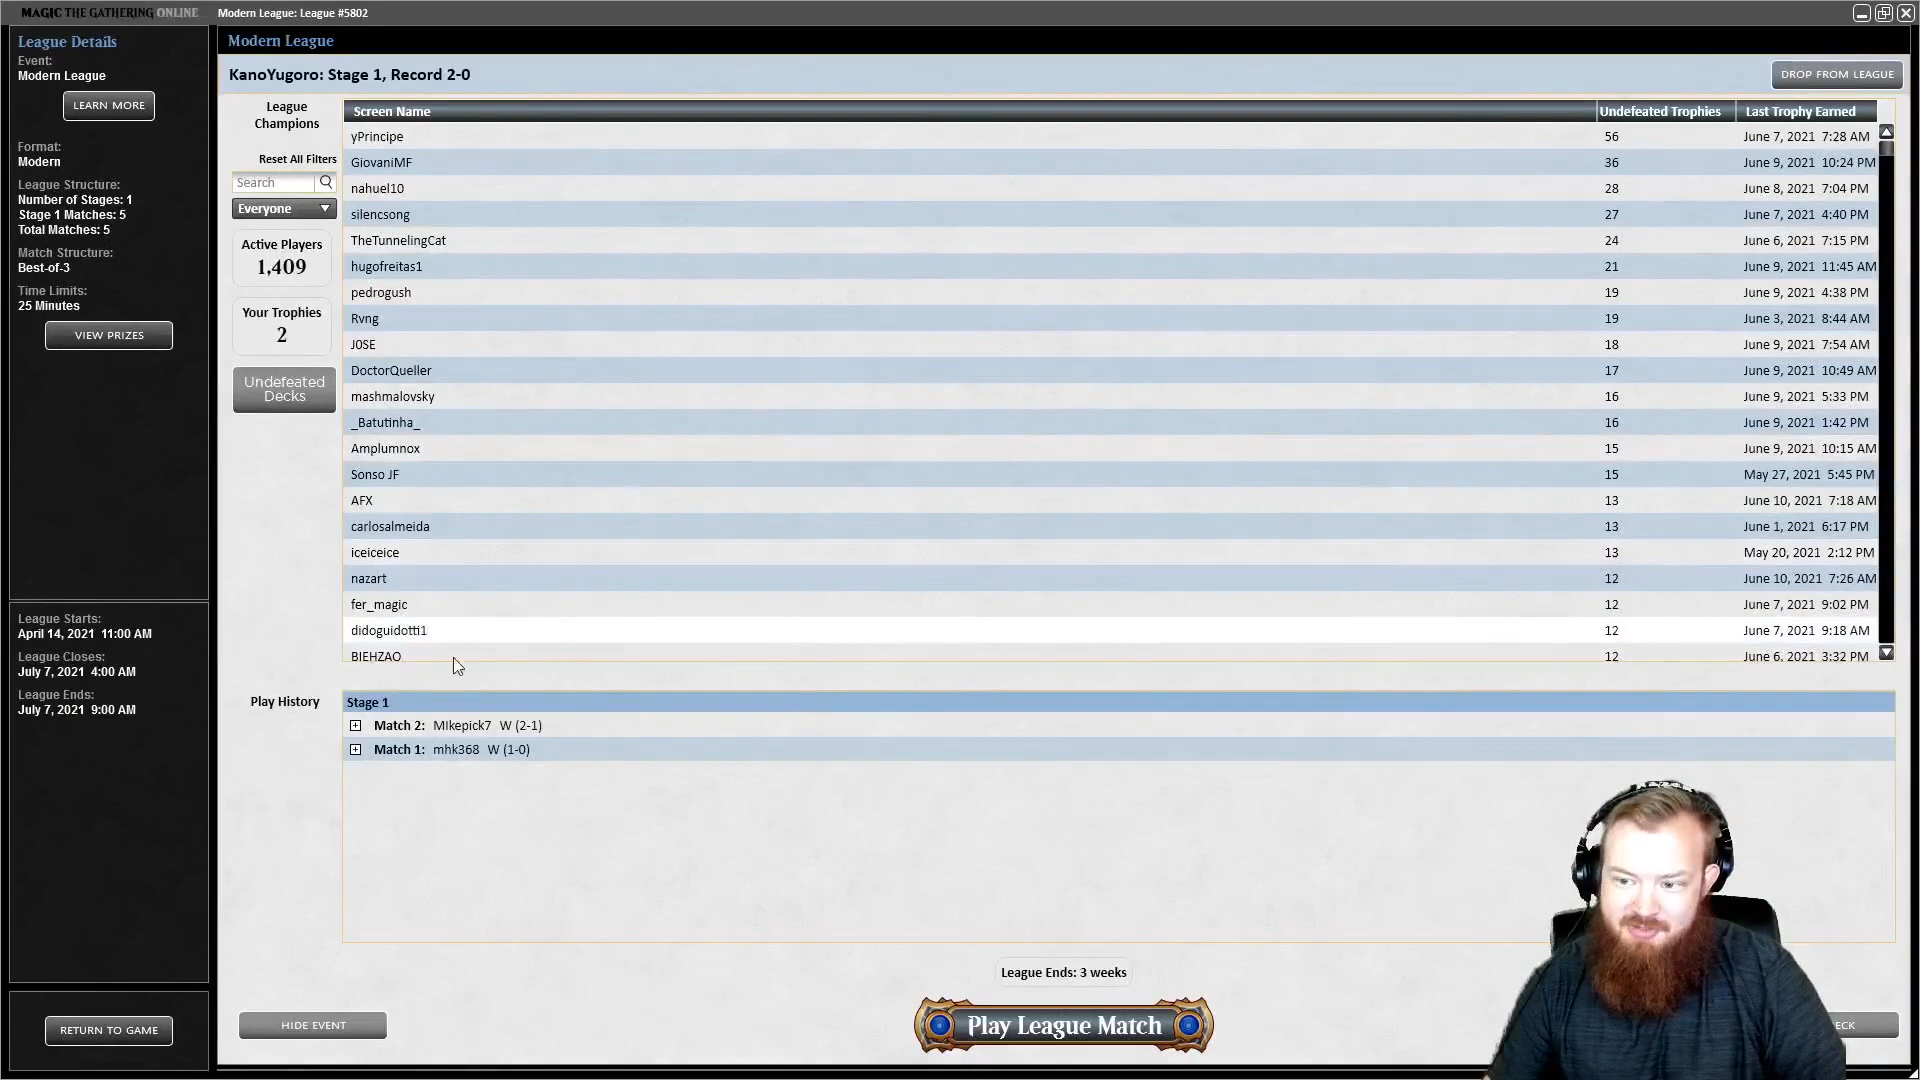 MAGIC THE GATHERING ONLINE
Modern League: League #5802
League Details
Event:
Modern League
LEARN MORE
Format:
Modern
League Structure:
Number of Stages: 1
Stage 1 Matches: 5
Total Matches: 5
Match Structure:
Best-of-3
Time Limits:
25 Minutes
VIEW PRIZES
League Starts:
April 14, 2021 11:00 AM
League Closes:
July 7, 2021 4:00 AM
League Ends:
July 7, 2021 9:00 AM
RETURN TO GAME
Modern League
KanoYugoro: Stage 1, Record 2-0
DROP FROM LEAGUE
League
Champions
Reset All Filters
Search
Everyone
Active Players
1,409
Your Trophies
2
Undefeated
Decks
Screen Name Undefeated Trophies Last Trophy Earned
yPrincipe 56 June 7, 2021 7:28 AM
GiovaniMF 36 June 9, 2021 10:24 PM
nahuel10 28 June 8, 2021 7:04 PM
silencsong 27 June 7, 2021 4:40 PM
TheTunnelingCat 24 June 6, 2021 7:15 PM
hugofreitas1 21 June 9, 2021 11:45 AM
pedrogush 19 June 9, 2021 4:38 PM
Rvng 19 June 3, 2021 8:44 AM
J0SE 18 June 9, 2021 7:54 AM
DoctorQueller 17 June 9, 2021 10:49 AM
mashmalovsky 16 June 9, 2021 5:33 PM
_Batutinha_ 16 June 9, 2021 1:42 PM
Amplumnox 15 June 9, 2021 10:15 AM
Sonso JF 15 May 27, 2021 5:45 PM
AFX 13 June 10, 2021 7:18 AM
carlosalmeida 13 June 1, 2021 6:17 PM
iceiceice 13 May 20, 2021 2:12 PM
nazart 12 June 10, 2021 7:26 AM
fer_magic 12 June 7, 2021 9:02 PM
didoguidotti1 12 June 7, 2021 9:18 AM
BIEHZAO 12 June 6, 2021 3:32 PM
Play History
Stage 1
Match 2: MIkepick7 W (2-1)
Match 1: mhk368 W (1-0)
League Ends: 3 weeks
HIDE EVENT
Play League Match